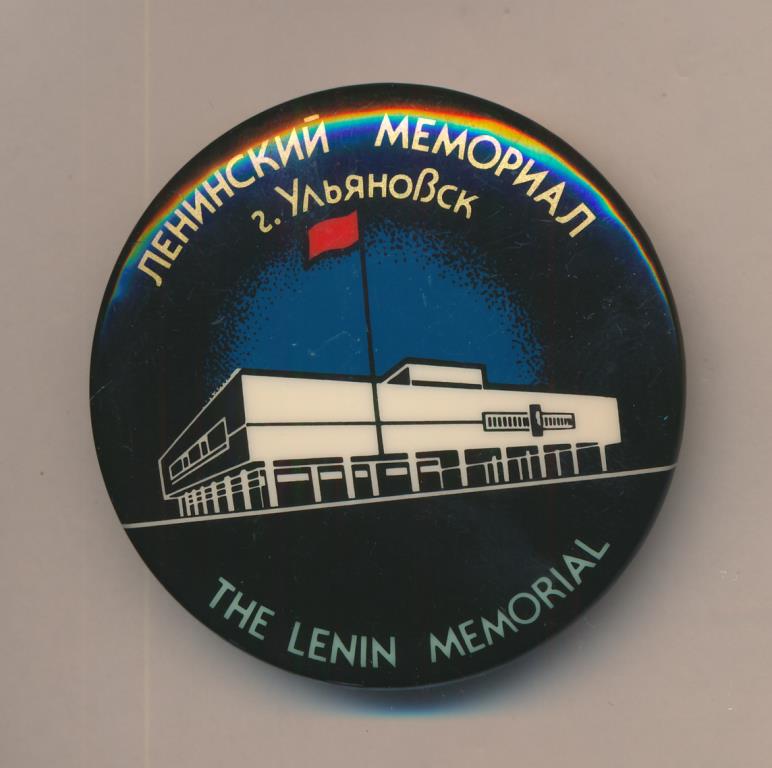 ЛЕНИНСКИЙ МЕМОРИАЛ
г. Ульяновск
THE LENIN MEMORIAL